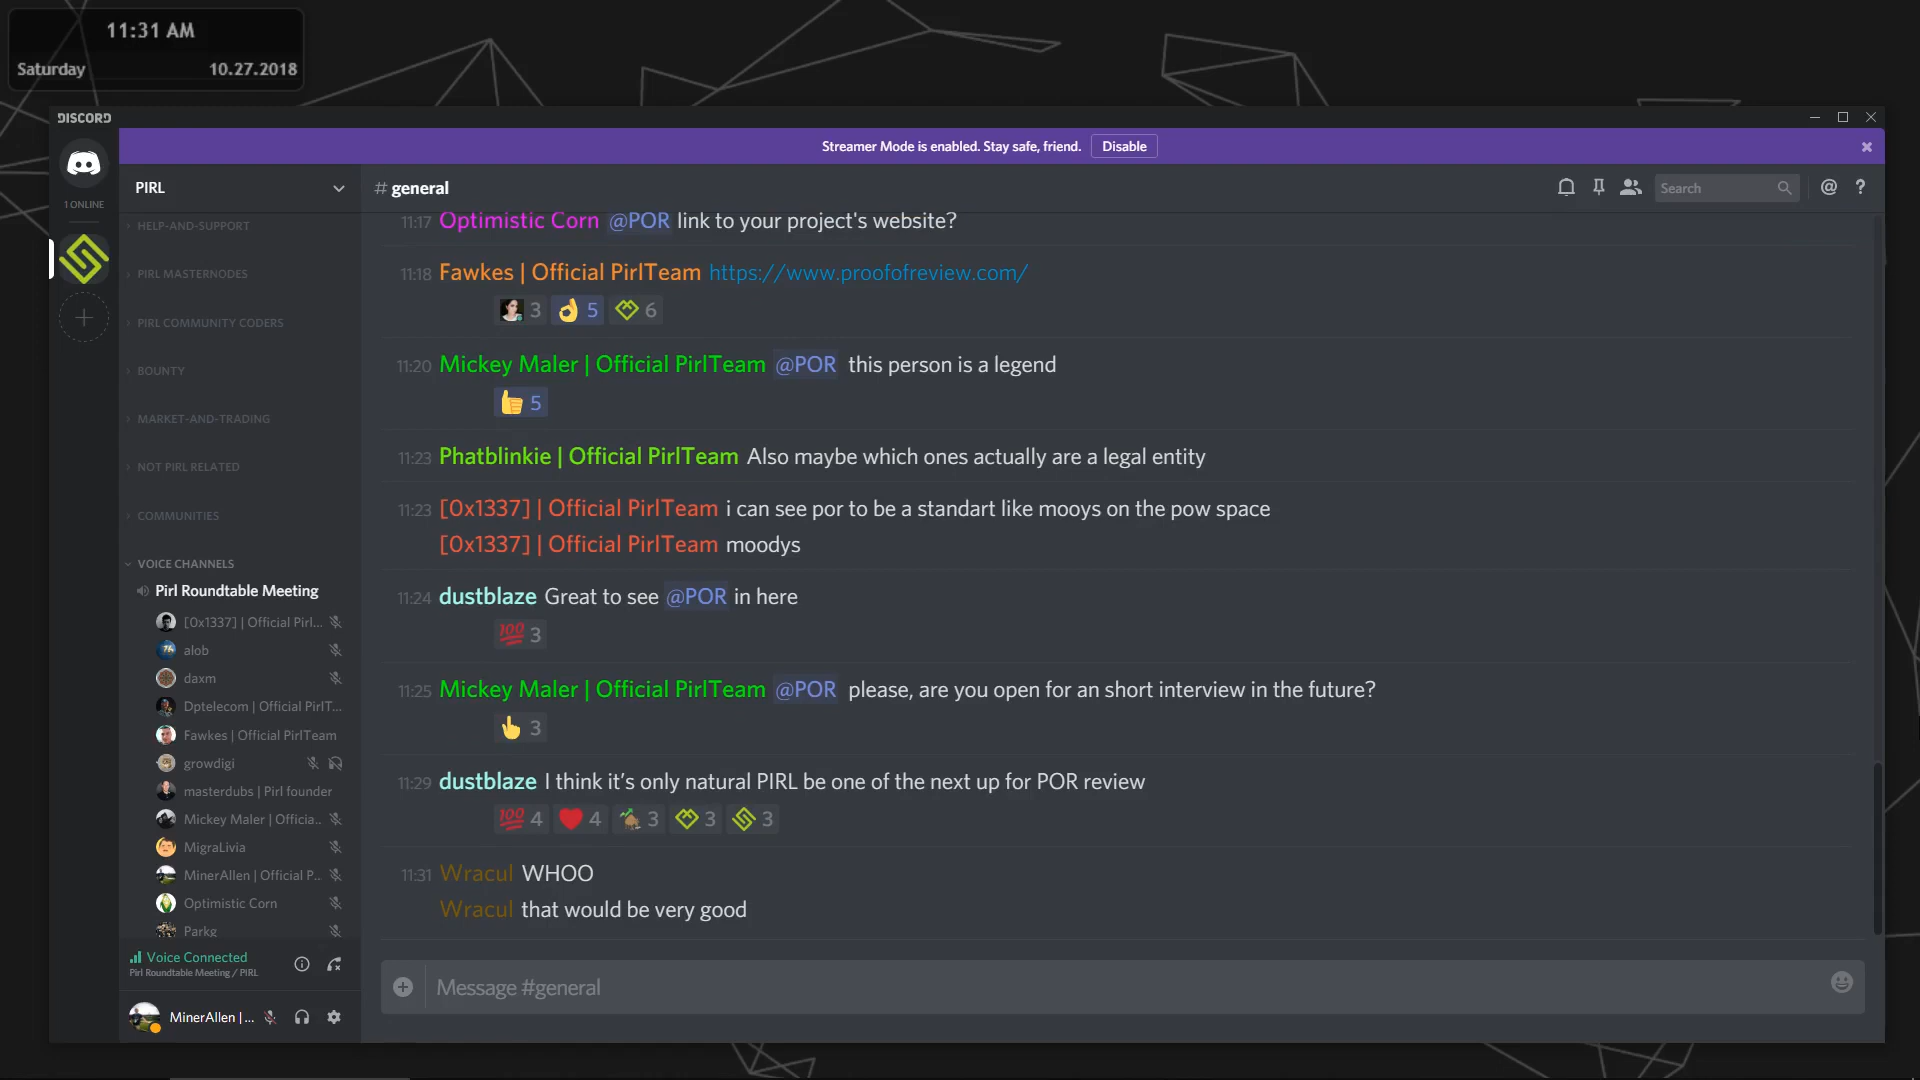 11:31 AM
Saturday 10.27.2018
DISCORD
Streamer Mode is enabled. Stay safe, friend. Disable
1 ONLINE
PIRL
HELP-AND-SUPPORT
PIRL MASTERNODES
PIRL COMMUNITY CODERS
BOUNTY
MARKET-AND-TRADING
NOT PIRL RELATED
COMMUNITIES
VOICE CHANNELS
Pirl Roundtable Meeting
[0x1337] | Official Pirl...
alob
daxm
Dptelecom | Official PirlT...
Fawkes | Official PirlTeam
growdigi
masterdubs | Pirl founder
Mickey Maler | Officia...
MigraLivia
MinerAllen | Official P...
Optimistic Corn
Parkg
Voice Connected
Pirl Roundtable Meeting / PIRL
MinerAllen |...
# general
Search
@ ?
11:17 Optimistic Corn @POR link to your project's website?
11:18 Fawkes | Official PirlTeam https://www.proofofreview.com/
3 5 6
11:20 Mickey Maler | Official PirlTeam @POR this person is a legend
5
11:23 Phatblinkie | Official PirlTeam Also maybe which ones actually are a legal entity
11:23 [0x1337] | Official PirlTeam i can see por to be a standart like mooys on the pow space
[0x1337] | Official PirlTeam moodys
11:24 dustblaze Great to see @POR in here
100 3
11:25 Mickey Maler | Official PirlTeam @POR please, are you open for an short interview in the future?
3
11:29 dustblaze I think it's only natural PIRL be one of the next up for POR review
100 4 4 3 3 3
11:31 Wracul WHOO
Wracul that would be very good
Message #general